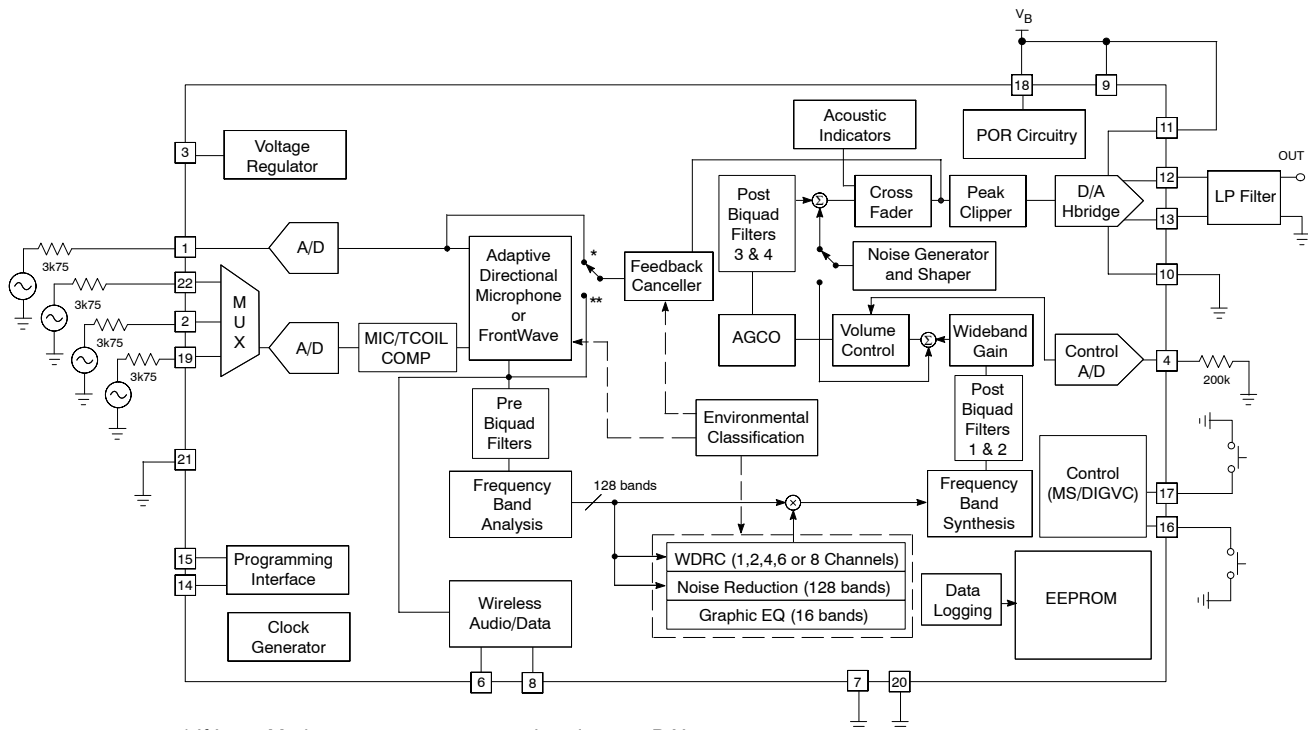 V
B
18
9
Acoustic
Indicators
POR Circuitry
11
3
Voltage
Regulator
OUT
12
LP Filter
13
Post
Biquad
Filters
3 & 4
Σ
Cross
Fader
Peak
Clipper
D/A
Hbridge
1
A/D
3k75
Adaptive
Directional
Microphone
or
FrontWave
*
**
Feedback
Canceller
Noise Generator
and Shaper
10
22
3k75
M
U
X
2
3k75
A/D
MIC/TCOIL
COMP
19
3k75
AGCO
Volume
Control
Σ
Wideband
Gain
Control
A/D
4
200k
Pre
Biquad
Filters
Environmental
Classification
Post
Biquad
Filters
1 & 2
21
Frequency
Band
Analysis
128 bands
×
Frequency
Band
Synthesis
Control
(MS/DIGVC)
17
16
15
14
Programming
Interface
WDRC (1,2,4,6 or 8 Channels)
Noise Reduction (128 bands)
Graphic EQ (16 bands)
Data
Logging
EEPROM
Clock
Generator
Wireless
Audio/Data
6
8
7
20